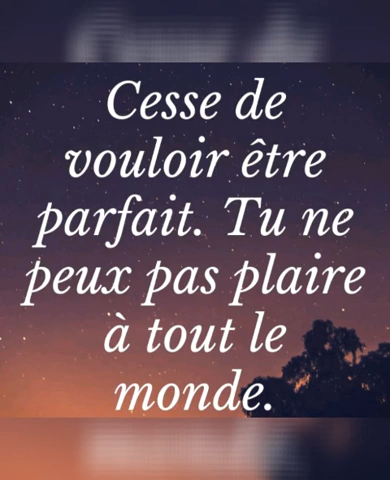 Cesse de
vouloir être
parfait. Tu ne
peux pas plaire
à tout le
monde.